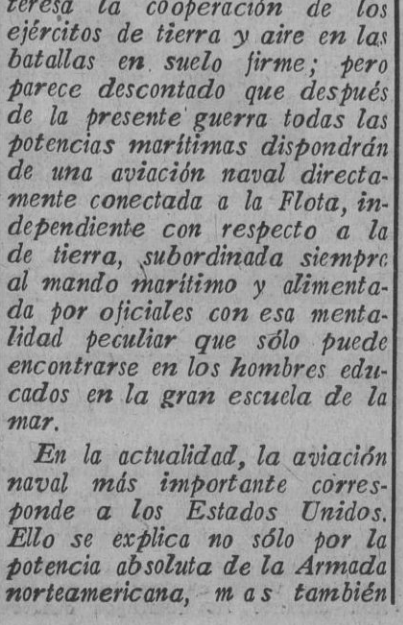 teresa la cooperación de los
ejércitos de tierra y aire en las
batallas en suelo firme; pero
parece descontado que después
de la presente guerra todas las
potencias marítimas dispondrán
de una aviación naval directa-
mente conectada a la Flota, in-
dependiente con respecto a la
de tierra, subordinada siempre
al mando marítimo y alimenta-
da por oficiales con esa menta-
lidad peculiar que sólo puede
encontrarse en los hombres edu-
cados en la gran escuela de la
mar.
En la actualidad, la aviación
naval más importante corres-
ponde a los Estados Unidos.
Ello se explica no sólo por la
potencia absoluta de la Armada
norteamericana, mas también